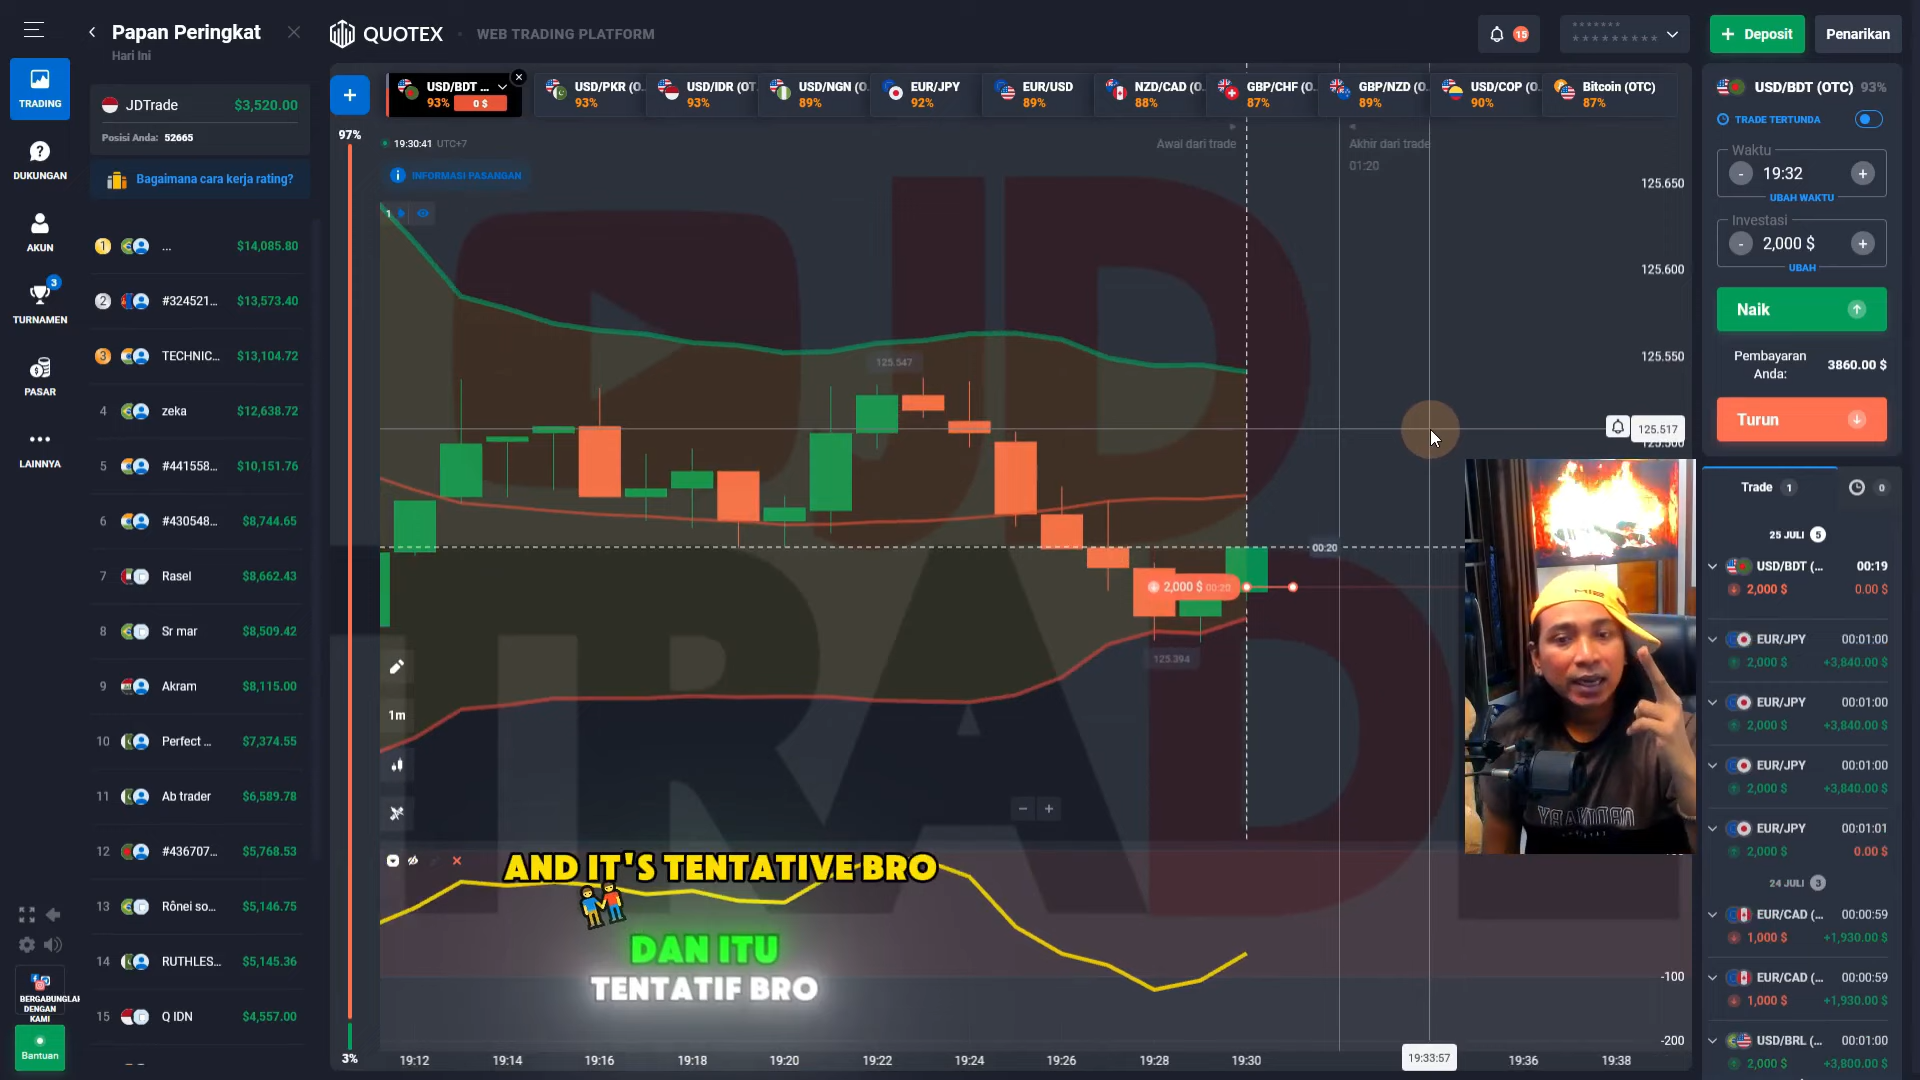 Papan Peringkat
Hari Ini
JDTrade $3,520.00
Posisi Anda: 52665
Bagaimana cara kerja rating?
1 ... $14,085.80
2 #324521... $13,573.40
3 TECHNIC... $13,104.72
4 zeka $12,638.72
5 #441558... $10,151.76
6 #430548... $8,744.65
7 Rasel $8,662.43
8 Sr mar $8,509.42
9 Akram $8,115.00
10 Perfect ... $7,374.55
11 Ab trader $6,589.78
12 #436707... $5,768.53
13 Rônei so... $5,146.75
14 RUTHLES... $5,145.36
15 Q IDN $4,557.00
TRADING
DUKUNGAN
AKUN
3
TURNAMEN
PASAR
LAINNYA
BERGABUNGLAH
DENGAN
KAMI
Bantuan
QUOTEX
WEB TRADING PLATFORM
15
******* 
*********
+ Deposit
Penarikan
+
USD/BDT ...
93% 0 $
USD/PKR (O...
93%
USD/IDR (OT
93%
USD/NGN (O.
89%
EUR/JPY
92%
EUR/USD
89%
NZD/CAD (O
88%
GBP/CHF (O.
87%
GBP/NZD (O.
89%
USD/COP (O.
90%
Bitcoin (OTC)
87%
97%
19:30:41 UTC+7
INFORMASI PASANGAN
1
Awal dari trade
Akhir dari trade
01:20
125.650
125.600
125.550
125.517
125.500
125.547
00:20
2,000 $ 00:20
125.394
1m
JD
TRADE
AND IT'S TENTATIVE BRO
DAN ITU
TENTATIF BRO
-100
-200
3%
19:12 19:14 19:16 19:18 19:20 19:22 19:24 19:26 19:28 19:30 19:33:57 19:36 19:38
USD/BDT (OTC) 93%
TRADE TERTUNDA
Waktu
- 19:32 +
UBAH WAKTU
Investasi
- 2,000 $ +
UBAH
Naik
Pembayaran
Anda:
3860.00 $
Turun
Trade 1
0
25 JULI 5
USD/BDT (... 00:19
2,000 $ 0.00 $
EUR/JPY 00:01:00
2,000 $ +3,840.00 $
EUR/JPY 00:01:00
2,000 $ +3,840.00 $
EUR/JPY 00:01:00
2,000 $ +3,840.00 $
EUR/JPY 00:01:01
2,000 $ 0.00 $
24 JULI 3
EUR/CAD (... 00:00:59
1,000 $ +1,930.00 $
EUR/CAD (... 00:00:59
1,000 $ +1,930.00 $
USD/BRL (... 00:01:00
2,000 $ +3,800.00 $